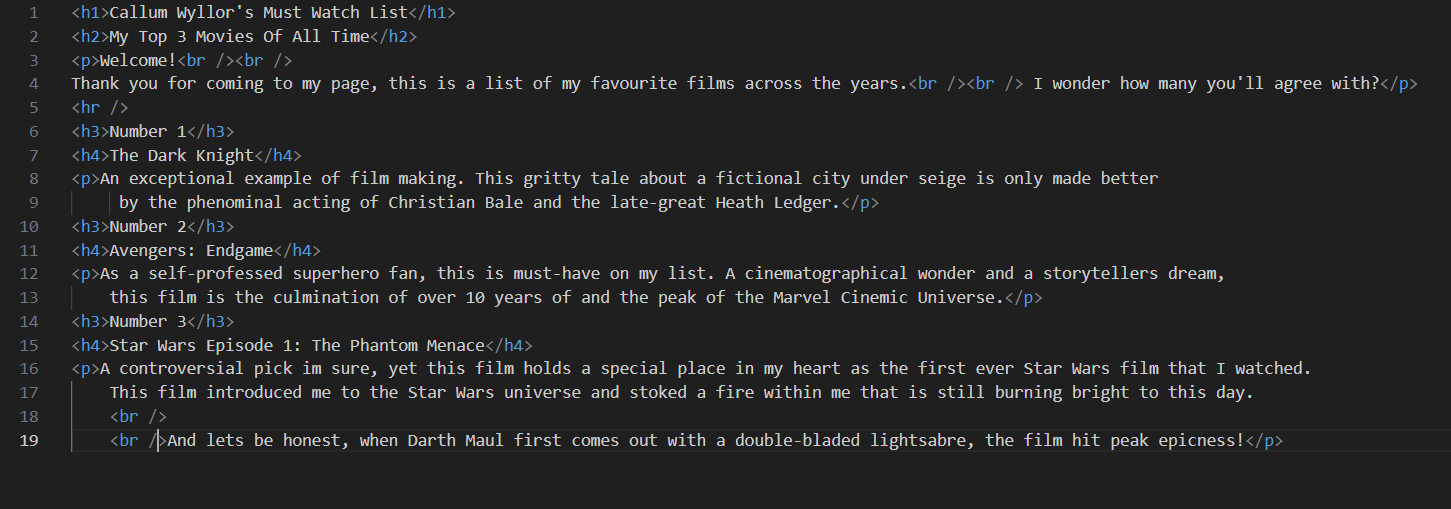 1 <h1>Callum Wyllor's Must Watch List</h1>
2 <h2>My Top 3 Movies Of All Time</h2>
3 <p>Welcome!<br /><br />
4 Thank you for coming to my page, this is a list of my favourite films across the years.<br /><br /> I wonder how many you'll agree with?</p>
5 <hr />
6 <h3>Number 1</h3>
7 <h4>The Dark Knight</h4>
8 <p>An exceptional example of film making. This gritty tale about a fictional city under seige is only made better
9 by the phenominal acting of Christian Bale and the late-great Heath Ledger.</p>
10 <h3>Number 2</h3>
11 <h4>Avengers: Endgame</h4>
12 <p>As a self-professed superhero fan, this is must-have on my list. A cinematographical wonder and a storytellers dream,
13 this film is the culmination of over 10 years of and the peak of the Marvel Cinemic Universe.</p>
14 <h3>Number 3</h3>
15 <h4>Star Wars Episode 1: The Phantom Menace</h4>
16 <p>A controversial pick im sure, yet this film holds a special place in my heart as the first ever Star Wars film that I watched.
17 This film introduced me to the Star Wars universe and stoked a fire within me that is still burning bright to this day.
18 <br />
19 <br />And lets be honest, when Darth Maul first comes out with a double-bladed lightsabre, the film hit peak epicness!</p>